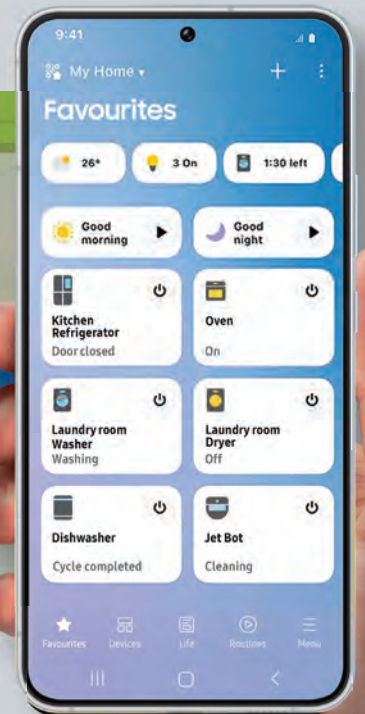 9:41
My Home
Favourites
26°
3 On
1:30 left
Good
morning
Good
night
Kitchen
Refrigerator
Door closed
Oven
On
Laundry room
Washer
Washing
Laundry room
Dryer
Off
Dishwasher
Cycle completed
Jet Bot
Cleaning
Favourites
Devices
Life
Routines
Menu